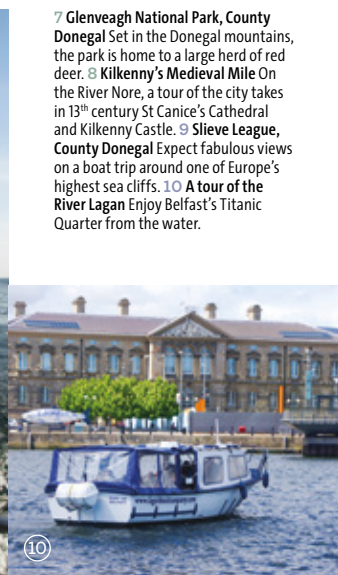 7 Glenveagh National Park, County
Donegal Set in the Donegal mountains,
the park is home to a large herd of red
deer. 8 Kilkenny’s Medieval Mile On
the River Nore, a tour of the city takes
in 13th century St Canice’s Cathedral
and Kilkenny Castle. 9 Slieve League,
County Donegal Expect fabulous views
on a boat trip around one of Europe’s
highest sea cliffs. 10 A tour of the
River Lagan Enjoy Belfast’s Titanic
Quarter from the water.
10